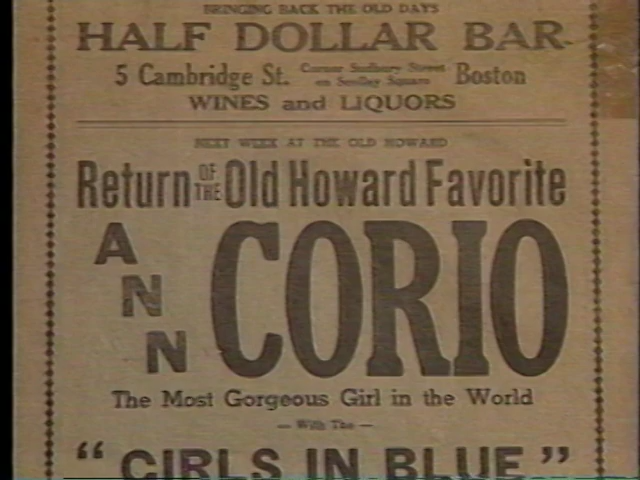 BRINGING BACK THE OLD DAYS
HALF DOLLAR BAR
5 Cambridge St. Corner Sudbury Street on Scollay Square Boston
WINES and LIQUORS
NEXT WEEK AT THE OLD HOWARD
Return OF THE Old Howard Favorite
ANN CORIO
The Most Gorgeous Girl in the World
— With The —
"GIRLS IN BLUE"